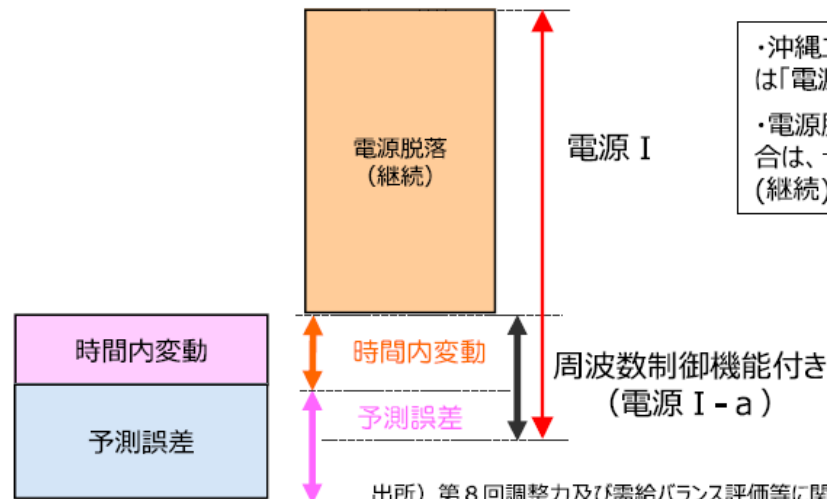 ・沖縄エ
は「電源
・電源脱
合は、
(継続)
電源脱落
（継続）
電源 I
時間内変動
予測誤差
時間内変動
予測誤差
周波数制御機能付き
（電源 I-a）
出所）第8回調整力及び需給バランス評価等に関